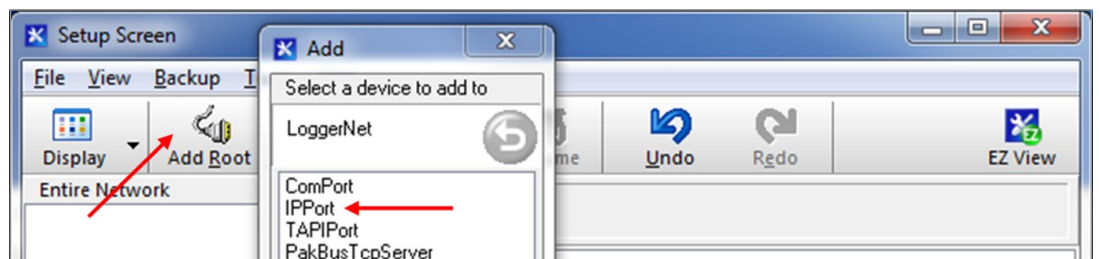 Setup Screen
Add
File View Backup
Select a device to add to
LoggerNet
Display Add Root
Undo Redo EZ View
Entire Network
ComPort
IPPort
TAPIPort
PakBusTcpServer